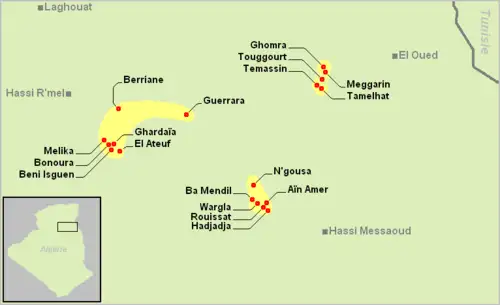 Laghouat
Tunisie
Ghomra
Touggourt
Temassin
El Oued
Meggarin
Tamelhat
Berriane
Hassi R'mel
Guerrara
Ghardaïa
El Ateuf
Melika
Bonoura
Beni Isguen
N'gousa
Ba Mendil
Aïn Amer
Wargla
Rouissat
Hadjadja
Hassi Messaoud